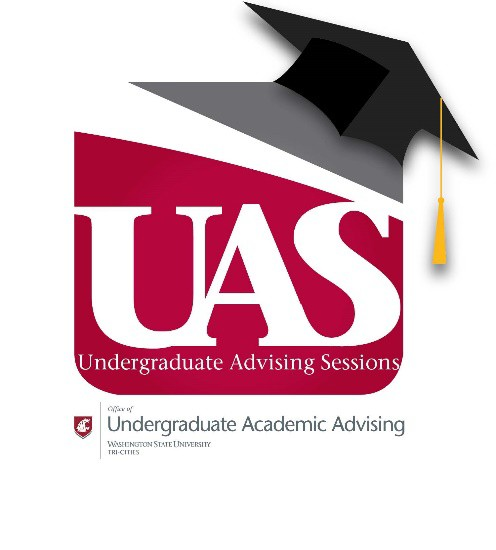 UAS
Undergraduate Advising Sessions
Office of
Undergraduate Academic Advising
WASHINGTON STATE UNIVERSITY
TRI-CITIES